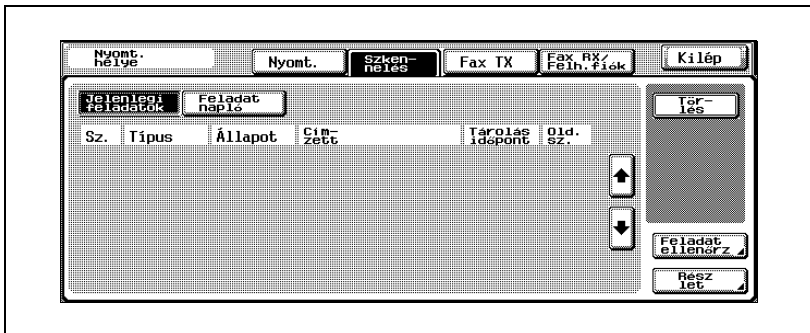 Nyomt.
helye
Nyomt.
Szken-
nelés
Fax TX
Fax RX/
Felh.fiók
Kilép
Jelenlegi
feladatok
Feladat
napló
Tör-
lés
Sz.
Típus
Állapot
Cím-
zett
Tárolás
időpont
Old.
sz.
Feladat
ellenőrz
Rész
let